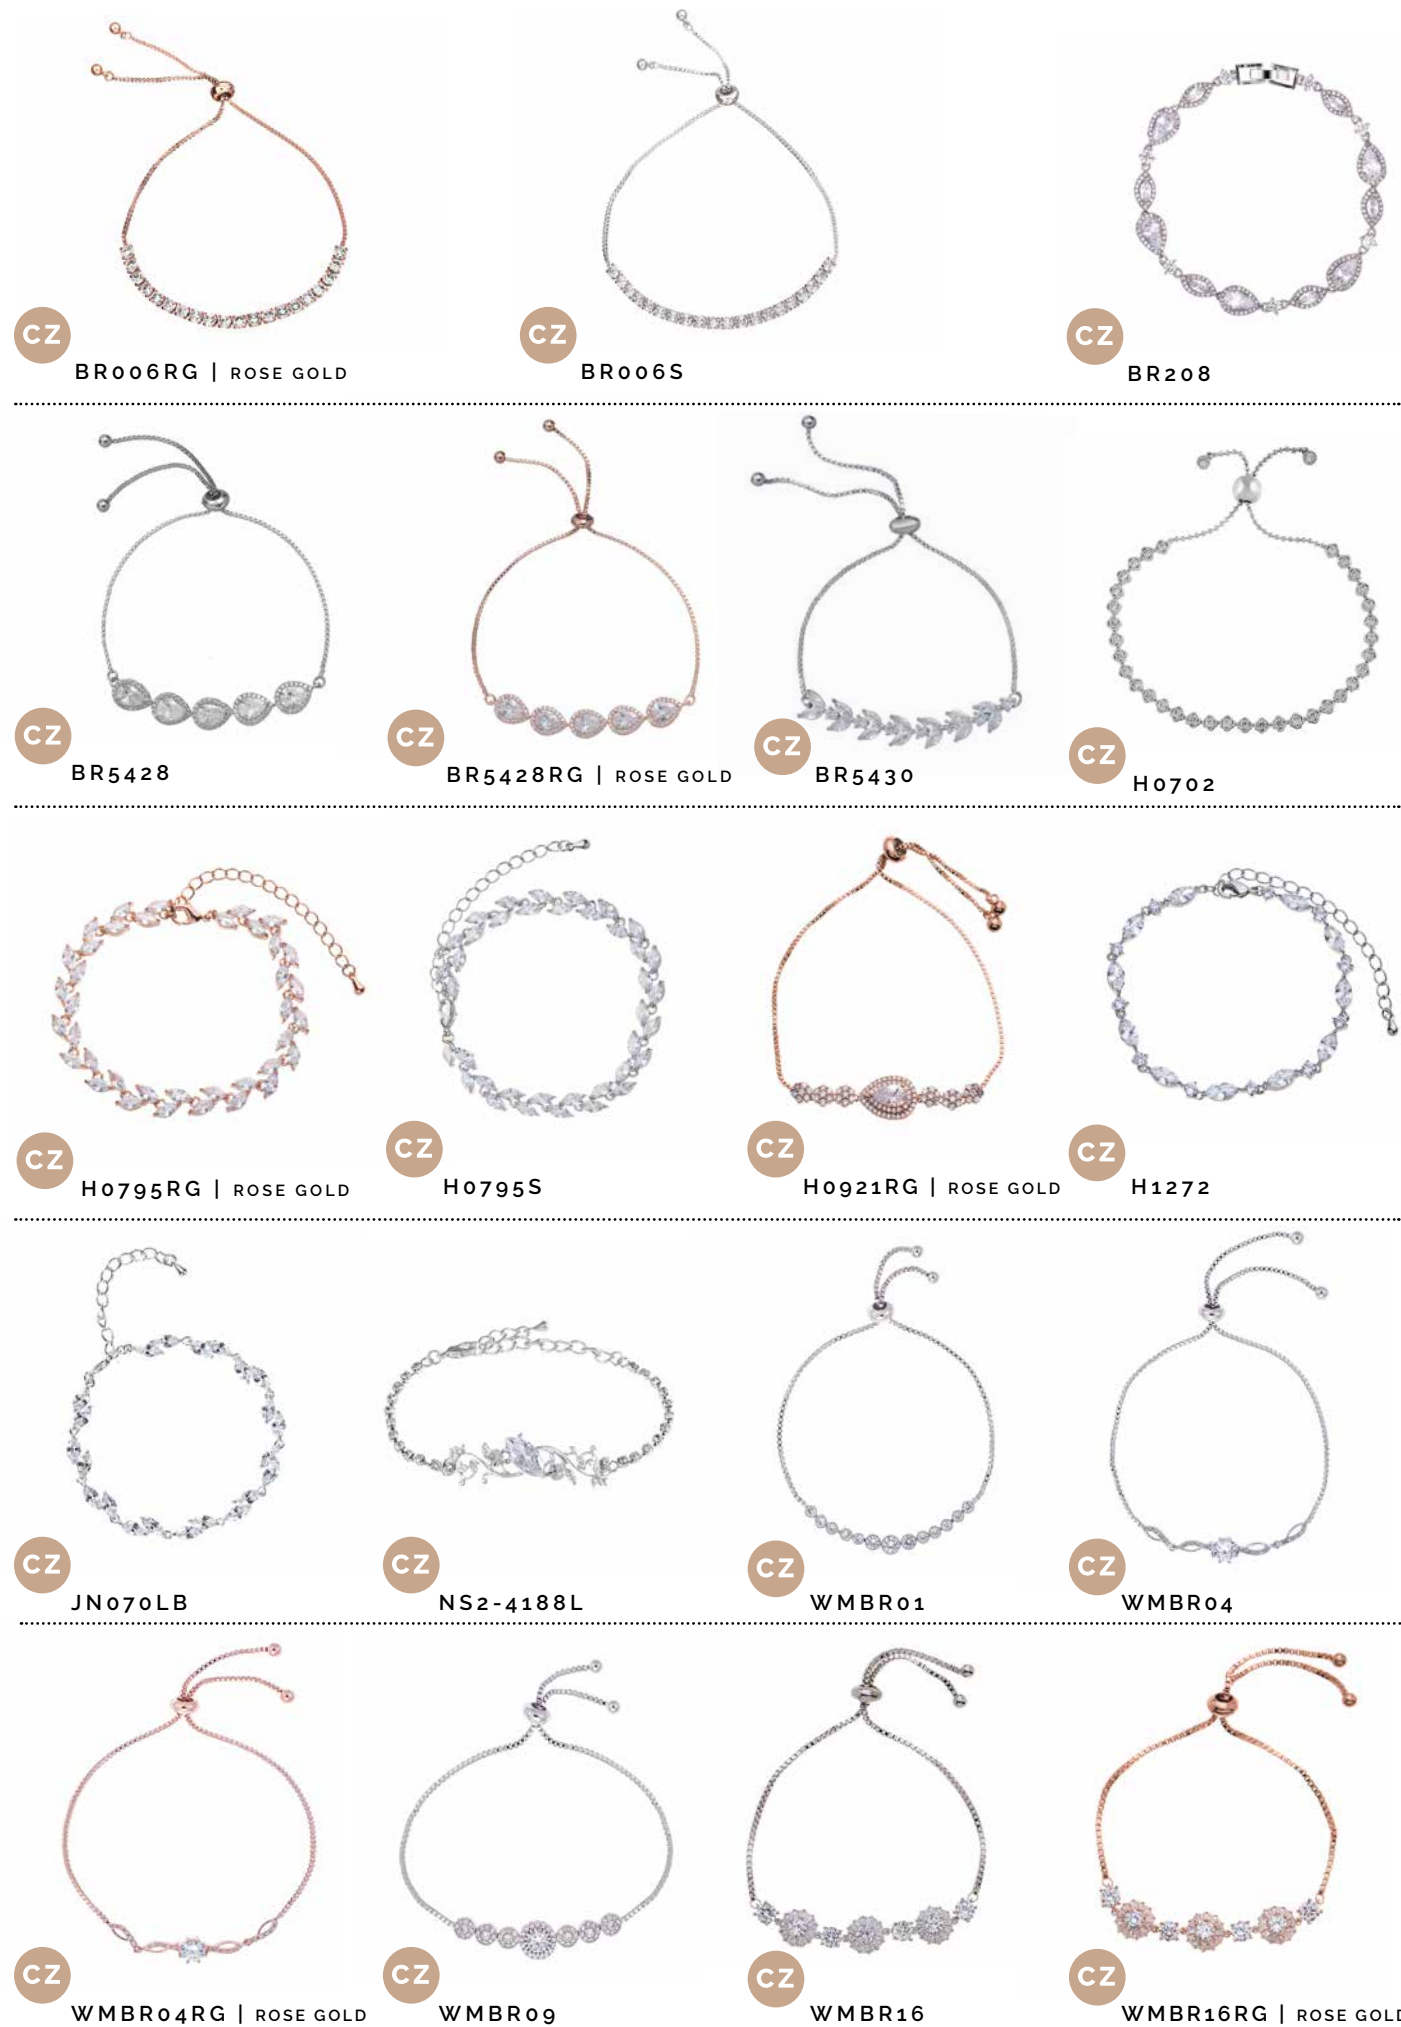 CZ
BR006RG | ROSE GOLD
CZ
BR006S
CZ
BR208
CZ
BR5428
CZ
BR5428RG | ROSE GOLD
CZ
BR5430
CZ
H0702
CZ
H0795RG | ROSE GOLD
CZ
H0795S
CZ
H0921RG | ROSE GOLD
CZ
H1272
CZ
JN070LB
CZ
NS2-4188L
CZ
WMBR01
CZ
WMBR04
CZ
WMBR04RG | ROSE GOLD
CZ
WMBR09
CZ
WMBR16
CZ
WMBR16RG | ROSE GOLD